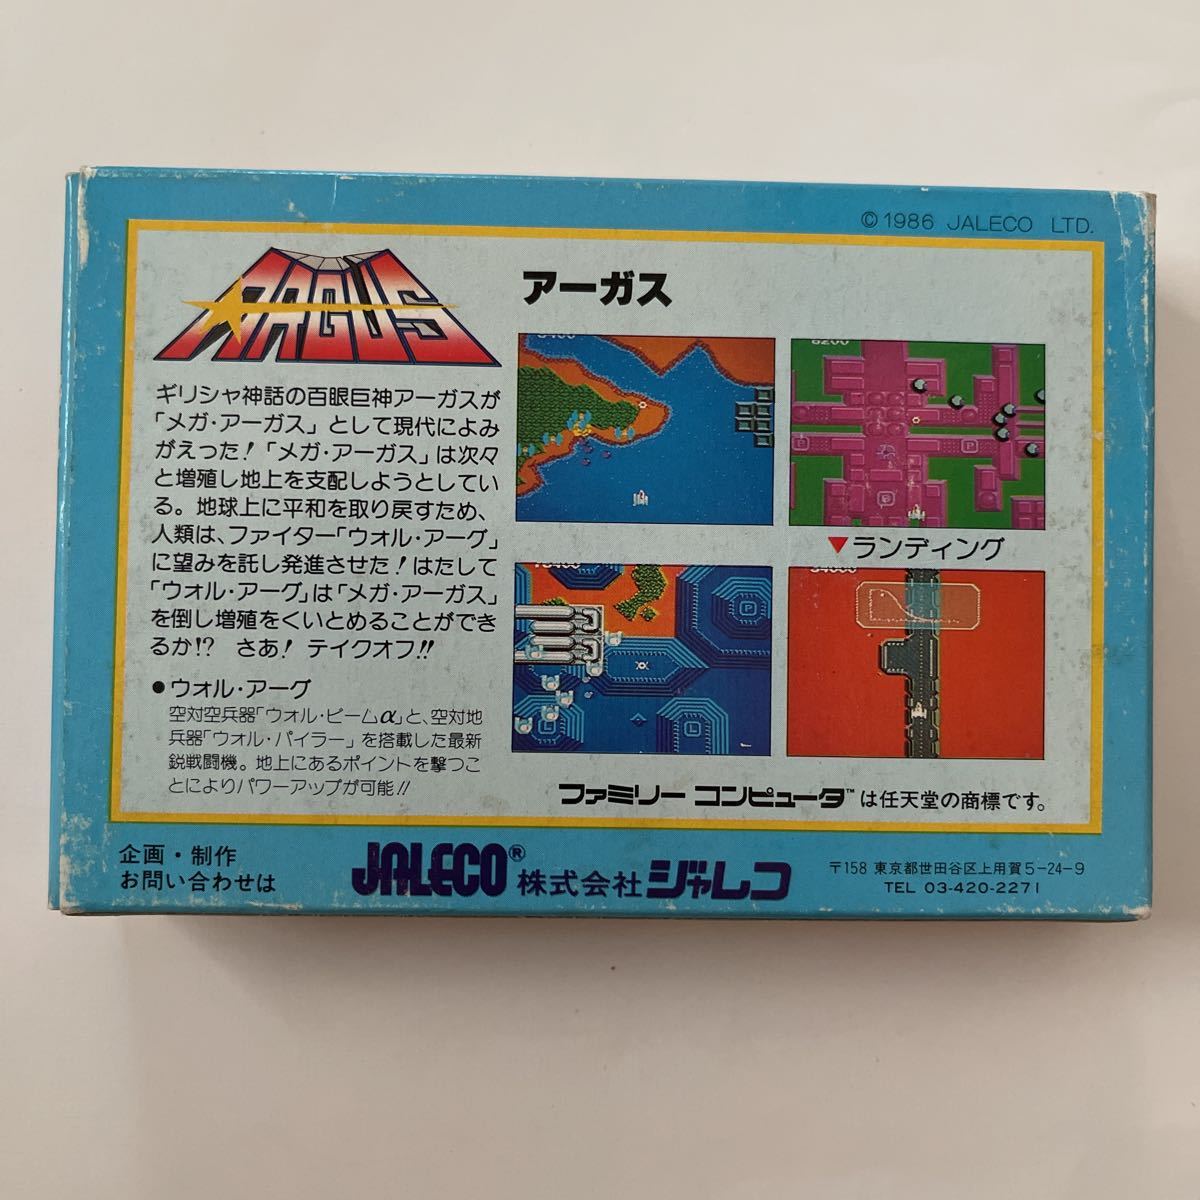 ©1986 JALECO LTD.
ARGUS
アーガス
ギリシャ神話の百眼巨神アーガスが
「メガ・アーガス」として現代によみ
がえった!「メガ・アーガス」は次々
と増殖し地上を支配しようとしてい
る。地球上に平和を取り戻すため、
人類は、ファイター「ウォル・アーグ」
に望みを託し発進させた!はたして
「ウォル・アーグ」は「メガ・アーガス」
を倒し増殖をくいとめることができ
るか!? さあ! テイクオフ!!
●ウォル・アーグ
空対空兵器「ウォル・ビームα」と、空対地
兵器「ウォル・パイラー」を搭載した最新
鋭戦闘機。地上にあるポイントを撃つこ
とによりパワーアップが可能!!
8200
P
P
P
▼ランディング
P
L
ファミリー コンピュータ™は任天堂の商標です。
企画・制作
お問い合わせは
JALECO® 株式会社ジャレコ
〒158 東京都世田谷区上用賀5-24-9
TEL 03-420-2271